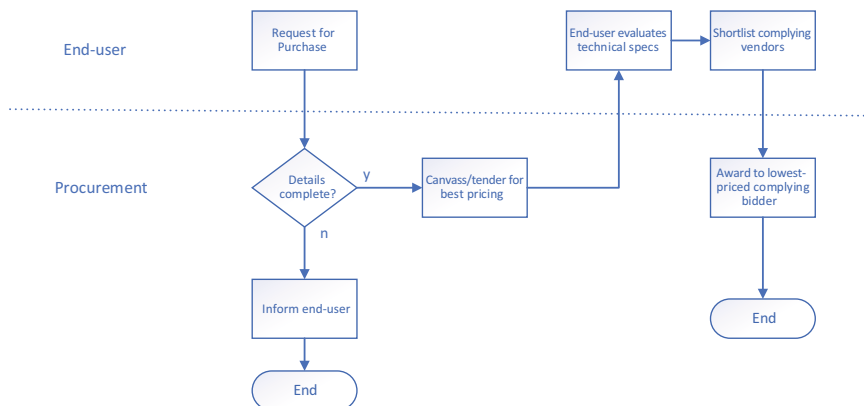 End-user
Request for
Purchase
End-user evaluates
technical specs
Shortlist complying
vendors
Procurement
Details
complete?
y
n
Canvass/tender for
best pricing
Award to lowest-
priced complying
bidder
Inform end-user
End
End